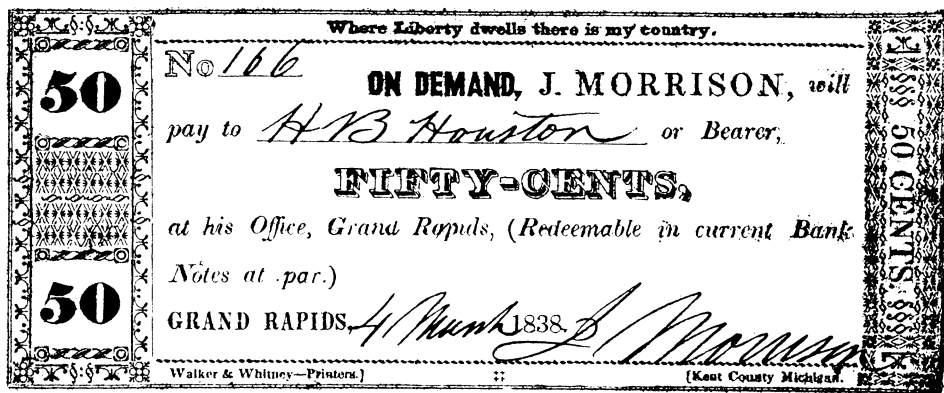 Where Liberty dwells there is my country.
50
No 166
ON DEMAND, J. MORRISON, will
pay to H B Houston or Bearer,
FIFTY-CENTS,
at his Office, Grand Rapids, (Redeemable in current Bank
Notes at par.)
50
GRAND RAPIDS, 4 March 1838. J Morrison
Walker & Whitney—Printers.] [Kent County Michigan.
50 CENTS.